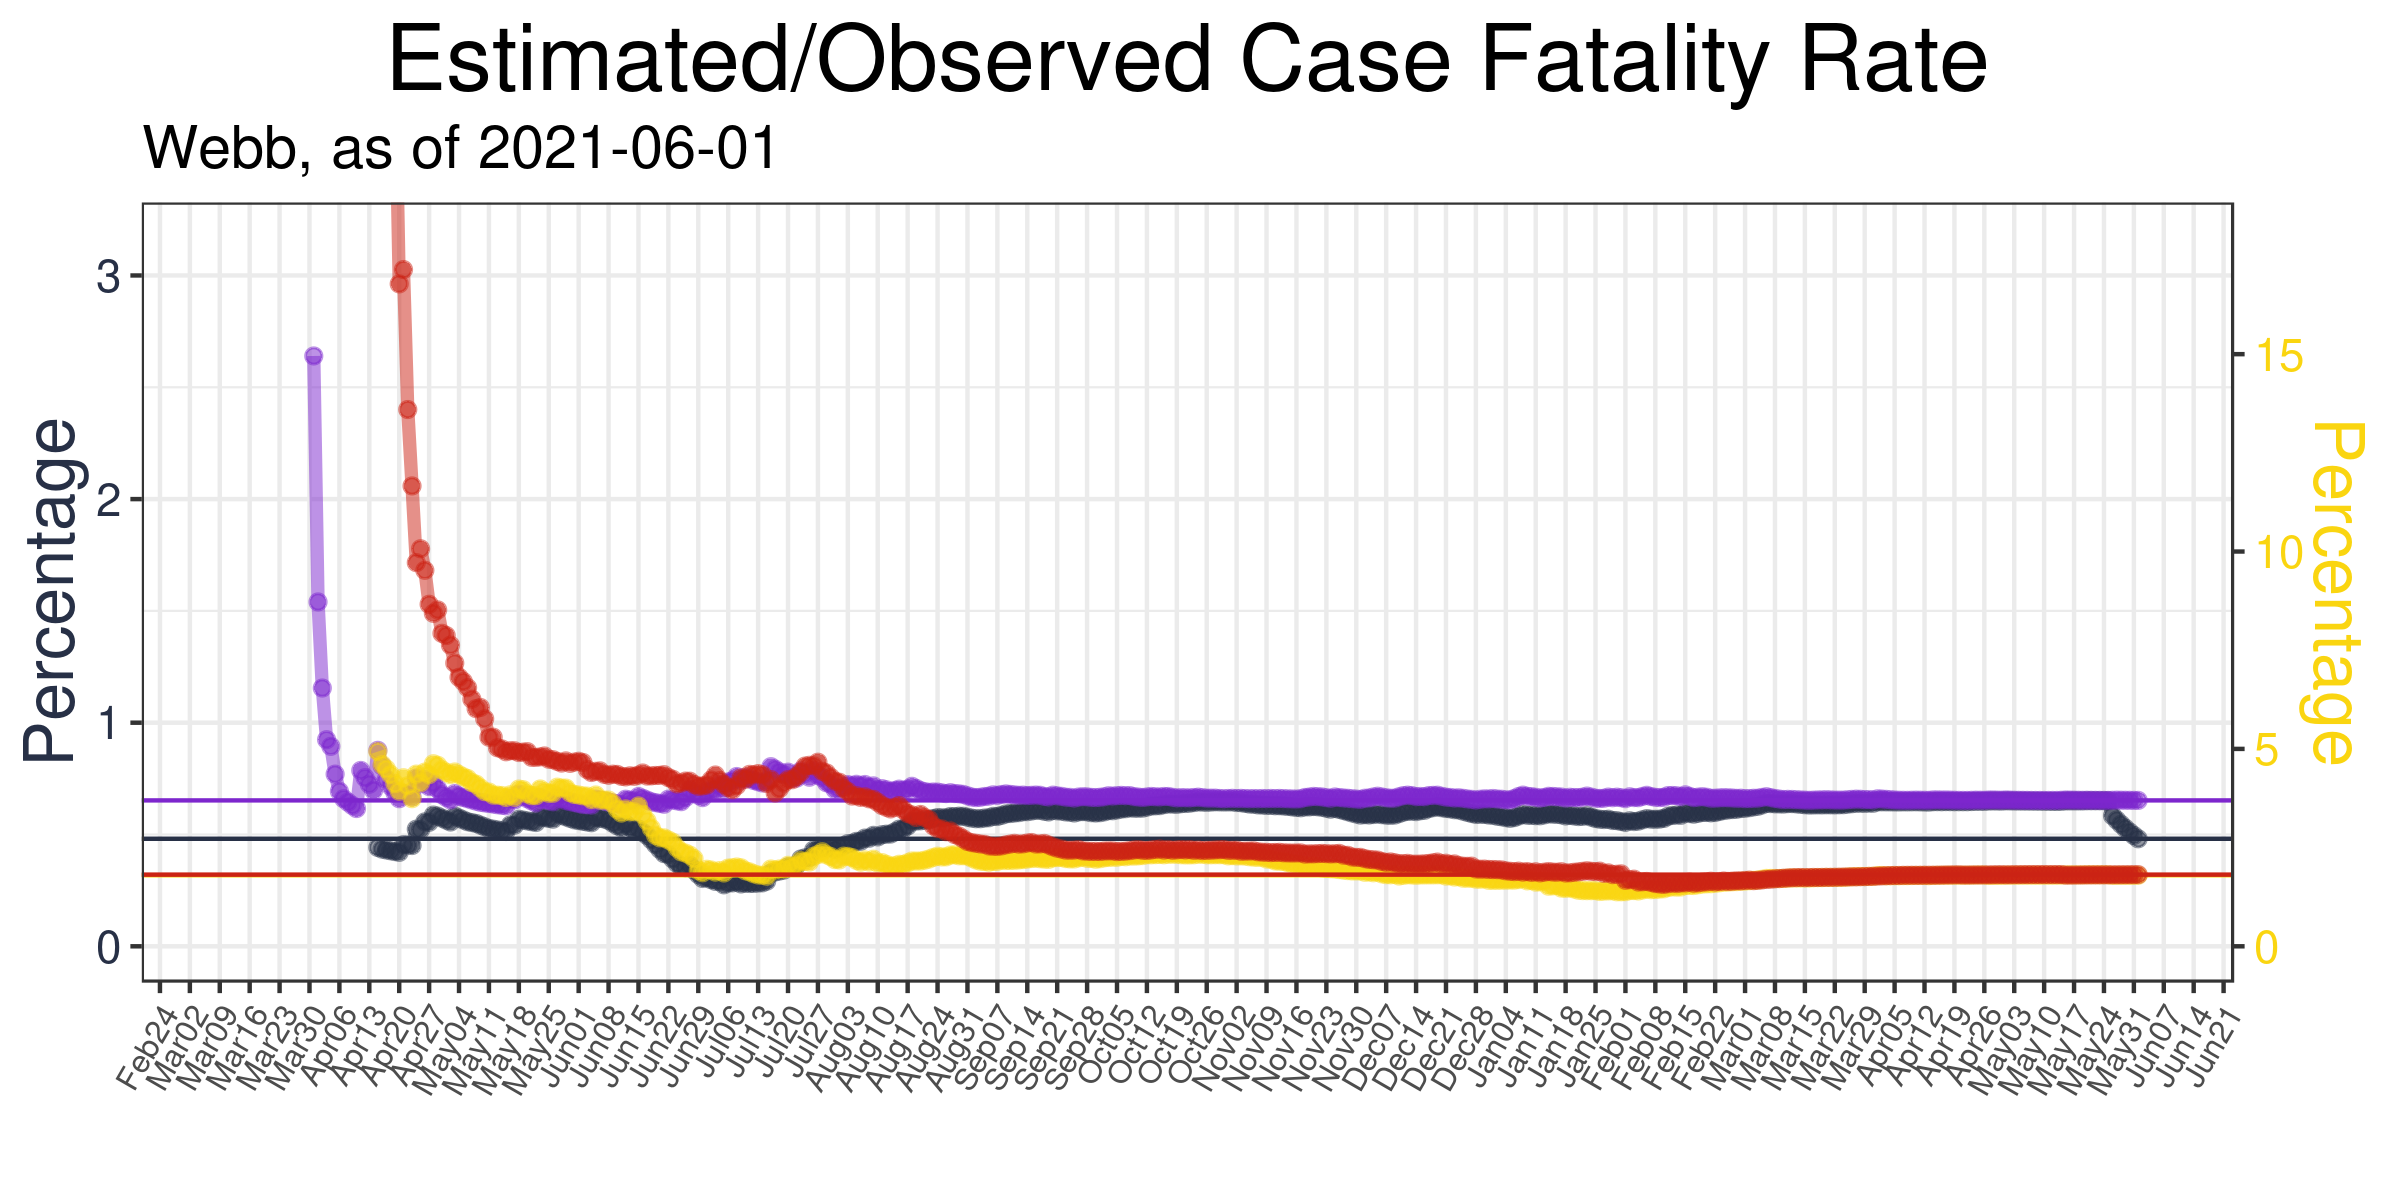 Estimated/Observed Case Fatality Rate
Webb, as of 2021-06-01
Percentage
3
2
1
0
15
10
5
0
Percentage
Feb24
Mar02
Mar09
Mar16
Mar23
Mar30
Apr06
Apr13
Apr20
Apr27
May04
May11
May18
May25
Jun01
Jun08
Jun15
Jun22
Jun29
Jul06
Jul13
Jul20
Jul27
Aug03
Aug10
Aug17
Aug24
Aug31
Sep07
Sep14
Sep21
Sep28
Oct05
Oct12
Oct19
Oct26
Nov02
Nov09
Nov16
Nov23
Nov30
Dec07
Dec14
Dec21
Dec28
Jan04
Jan11
Jan18
Jan25
Feb01
Feb08
Feb15
Feb22
Mar01
Mar08
Mar15
Mar22
Mar29
Apr05
Apr12
Apr19
Apr26
May03
May10
May17
May24
May31
Jun07
Jun14
Jun21